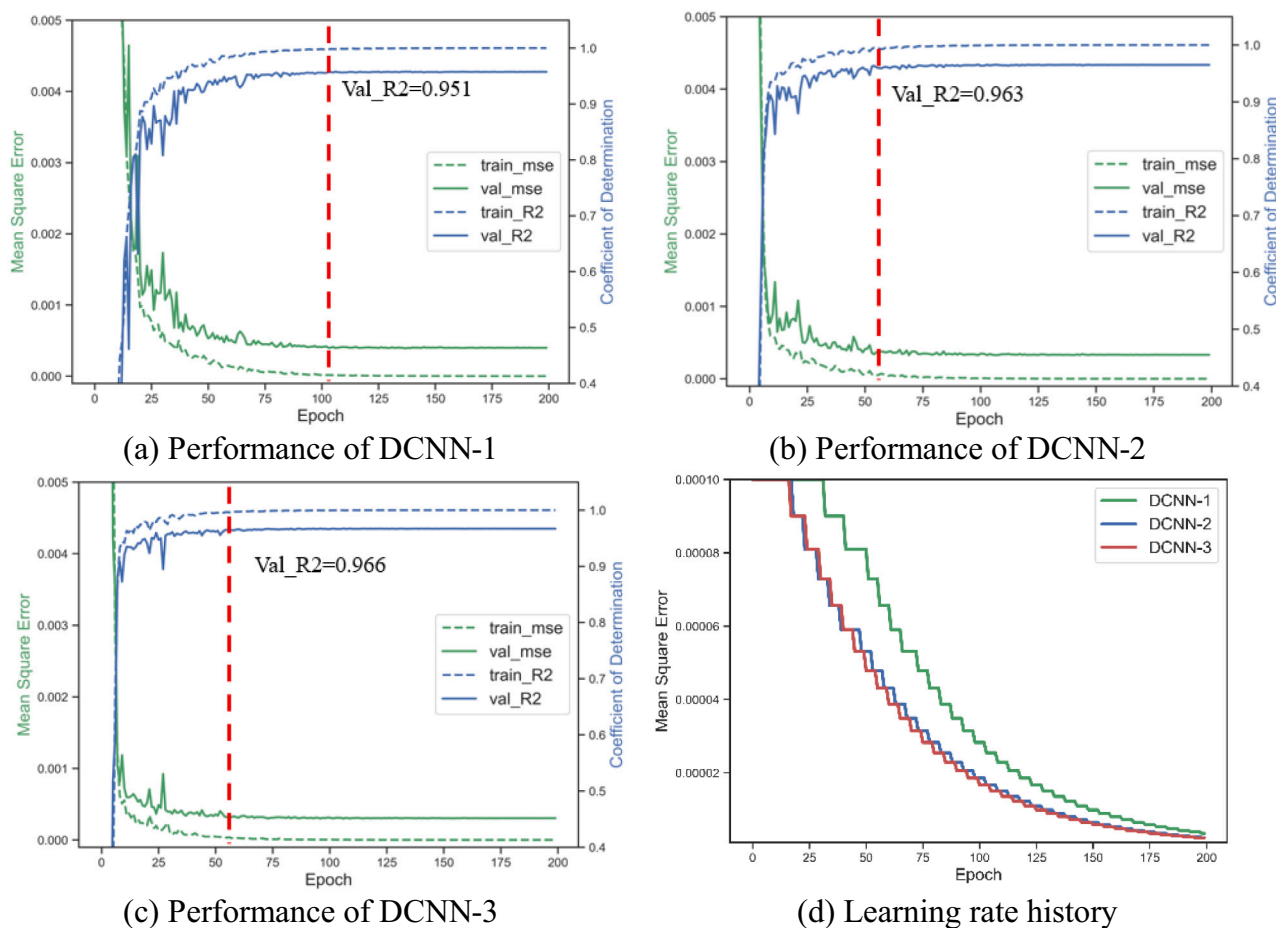 0.005
0.004
0.003
0.002
0.001
0.000
Mean Square Error
1.0
0.9
0.8
0.7
0.6
0.5
0.4
Coefficient of Determination
Val_R2=0.951
train_mse
val_mse
train_R2
val_R2
0 25 50 75 100 125 150 175 200
Epoch
(a) Performance of DCNN-1
0.005
0.004
0.003
0.002
0.001
0.000
Mean Square Error
1.0
0.9
0.8
0.7
0.6
0.5
0.4
Coefficient of Determination
Val_R2=0.963
train_mse
val_mse
train_R2
val_R2
0 25 50 75 100 125 150 175 200
Epoch
(b) Performance of DCNN-2
0.005
0.004
0.003
0.002
0.001
0.000
Mean Square Error
1.0
0.9
0.8
0.7
0.6
0.5
0.4
Coefficient of Determination
Val_R2=0.966
train_mse
val_mse
train_R2
val_R2
0 25 50 75 100 125 150 175 200
Epoch
(c) Performance of DCNN-3
0.00010
0.00008
0.00006
0.00004
0.00002
Mean Square Error
DCNN-1
DCNN-2
DCNN-3
0 25 50 75 100 125 150 175 200
Epoch
(d) Learning rate history